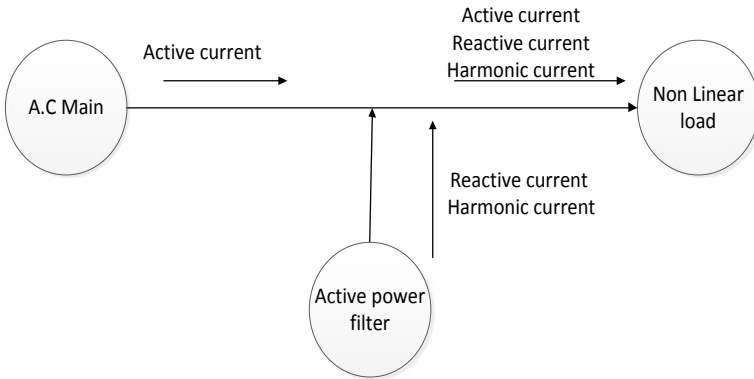 Active current
Active current
Reactive current
Harmonic current
A.C Main
Non Linear
load
Reactive current
Harmonic current
Active power
filter